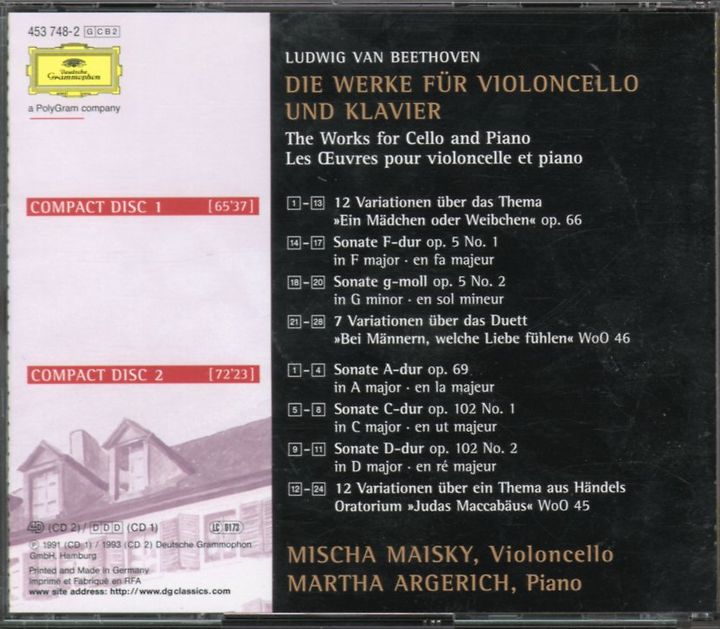 453 748-2 GCB2
Deutsche
Grammophon
a PolyGram company
LUDWIG VAN BEETHOVEN
DIE WERKE FÜR VIOLONCELLO
UND KLAVIER
The Works for Cello and Piano
Les Œuvres pour violoncelle et piano
COMPACT DISC 1 [65'37]
1–13 12 Variationen über das Thema
»Ein Mädchen oder Weibchen« op. 66
14–17 Sonate F-dur op. 5 No. 1
in F major · en fa majeur
18–20 Sonate g-moll op. 5 No. 2
in G minor · en sol mineur
21–28 7 Variationen über das Duett
»Bei Männern, welche Liebe fühlen« WoO 46
COMPACT DISC 2 [72'23]
1–4 Sonate A-dur op. 69
in A major · en la majeur
5–8 Sonate C-dur op. 102 No. 1
in C major · en ut majeur
9–11 Sonate D-dur op. 102 No. 2
in D major · en ré majeur
12–24 12 Variationen über ein Thema aus Händels
Oratorium »Judas Maccabäus« WoO 45
MISCHA MAISKY, Violoncello
MARTHA ARGERICH, Piano
4D (CD 2) / DDD (CD 1) LC 0173
℗ 1991 (CD 1) / 1993 (CD 2) Deutsche Grammophon
GmbH, Hamburg
Printed and Made in Germany
Imprimé et Fabriqué en RFA
www site address: http://www.dgclassics.com